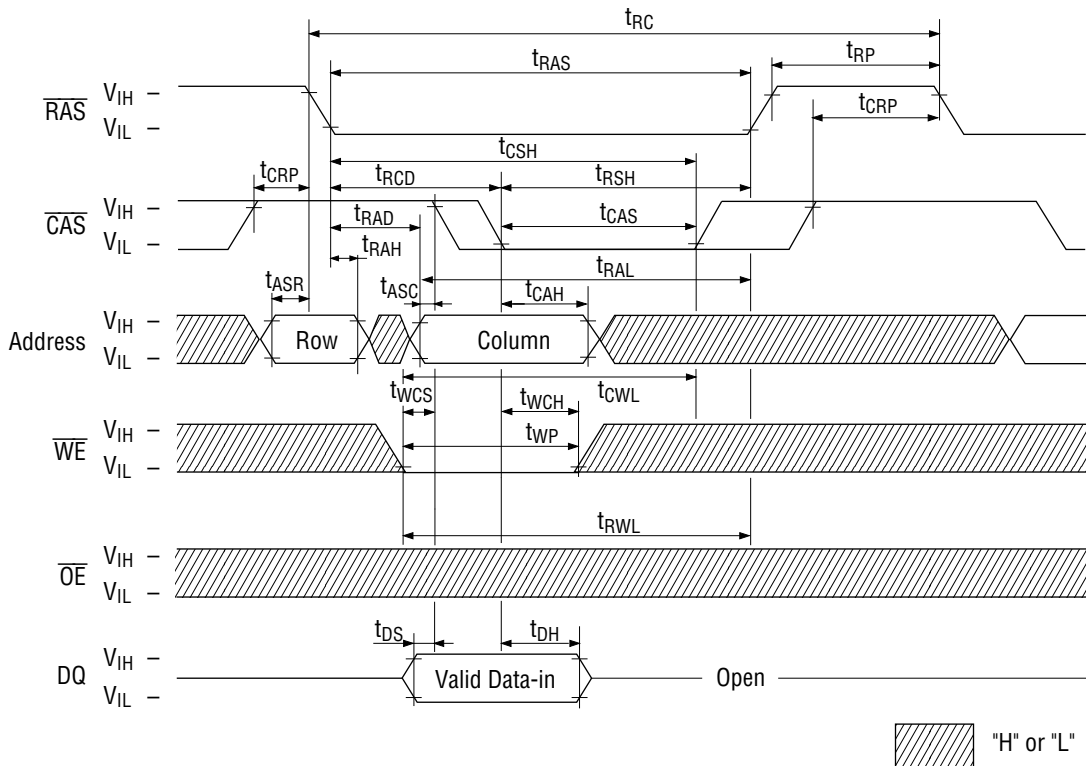 tRC
tRAS
tRP
RAS
VIH
VIL
tCRP
tCSH
tCRP
tRCD
tRSH
CAS
VIH
VIL
tRAD
tCAS
tRAH
tRAL
tASR
tASC
tCAH
Address
VIH
VIL
Row
Column
tWCS
tCWL
tWCH
WE
VIH
VIL
tWP
tRWL
OE
VIH
VIL
tDS
tDH
DQ
VIH
VIL
Valid Data-in
Open
"H" or "L"